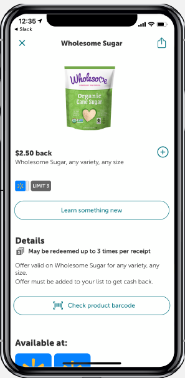 12:35
Slack
Wholesome Sugar
Wholesome
Organic
Cane Sugar
$2.50 back
Wholesome Sugar, any variety, any size
LIMIT 3
Learn something new
Details
May be redeemed up to 3 times per receipt
Offer valid on Wholesome Sugar for any variety, any
size.
Offer must be added to your list to get cash back.
Check product barcode
Available at: